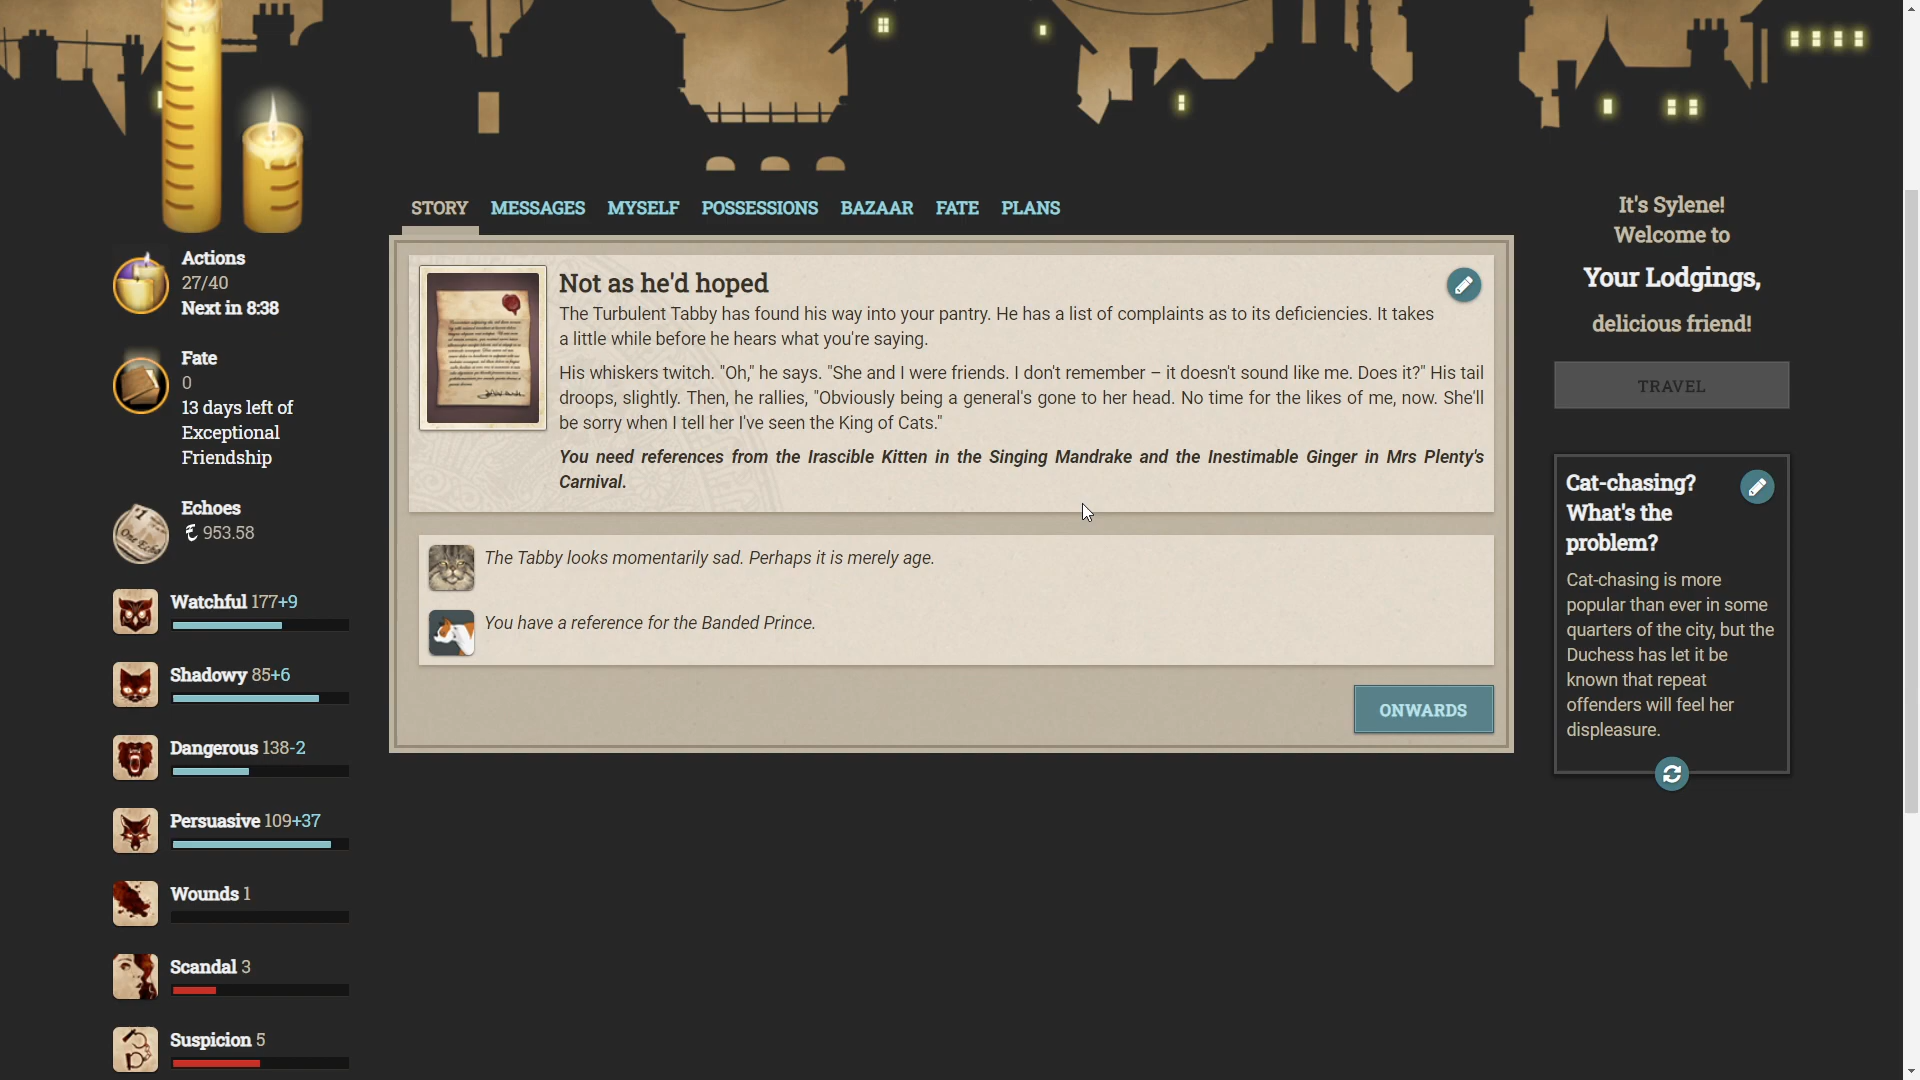 STORY MESSAGES MYSELF POSSESSIONS BAZAAR FATE PLANS
Actions
27/40
Next in 8:38
Fate
0
13 days left of
Exceptional
Friendship
Echoes
953.58
Watchful 177+9
Shadowy 85+6
Dangerous 138-2
Persuasive 109+37
Wounds 1
Scandal 3
Suspicion 5
Not as he'd hoped
The Turbulent Tabby has found his way into your pantry. He has a list of complaints as to its deficiencies. It takes
a little while before he hears what you're saying.
His whiskers twitch. "Oh," he says. "She and I were friends. I don't remember – it doesn't sound like me. Does it?" His tail
droops, slightly. Then, he rallies, "Obviously being a general's gone to her head. No time for the likes of me, now. She'll
be sorry when I tell her I've seen the King of Cats."
You need references from the Irascible Kitten in the Singing Mandrake and the Inestimable Ginger in Mrs Plenty's
Carnival.
The Tabby looks momentarily sad. Perhaps it is merely age.
You have a reference for the Banded Prince.
ONWARDS
It's Sylene!
Welcome to
Your Lodgings,
delicious friend!
TRAVEL
Cat-chasing?
What's the
problem?
Cat-chasing is more
popular than ever in some
quarters of the city, but the
Duchess has let it be
known that repeat
offenders will feel her
displeasure.